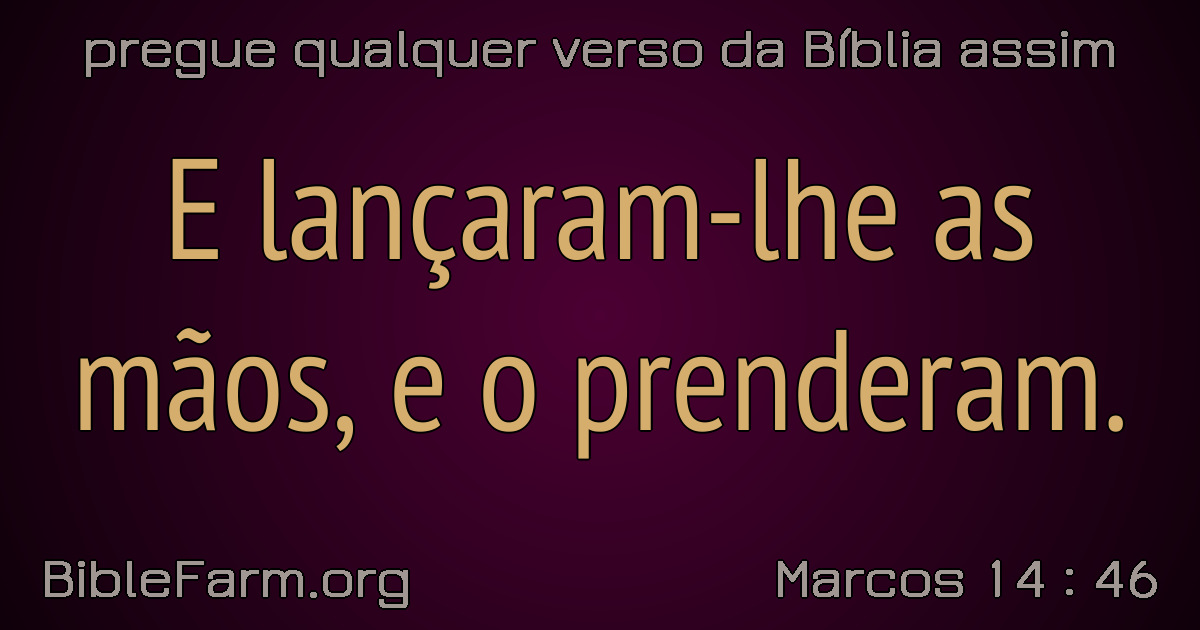 pregue qualquer verso da Bíblia assim
E lançaram-lhe as
mãos, e o prenderam.
BibleFarm.org
Marcos 14 : 46